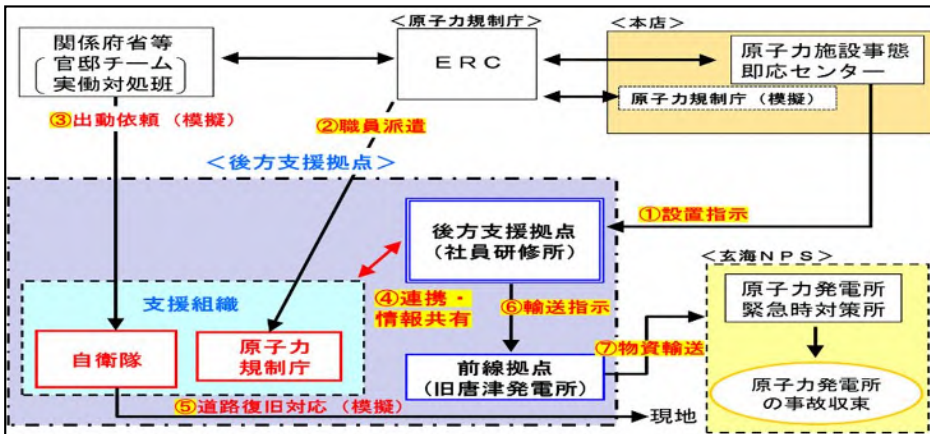 ＜原子力規制庁＞
＜本店＞
関係府省等
官邸チーム
実働対処班
ＥＲＣ
原子力施設事態
即応センター
原子力規制庁（模擬）
③出動依頼（模擬）
②職員派遣
＜後方支援拠点＞
①設置指示
後方支援拠点
（社員研修所）
＜玄海ＮＰＳ＞
支援組織
④連携・
情報共有
⑥輸送指示
原子力発電所
緊急時対策所
自衛隊
原子力
規制庁
前線拠点
（旧唐津発電所）
⑦物資輸送
原子力発電所
の事故収束
⑤道路復旧対応（模擬）
現地